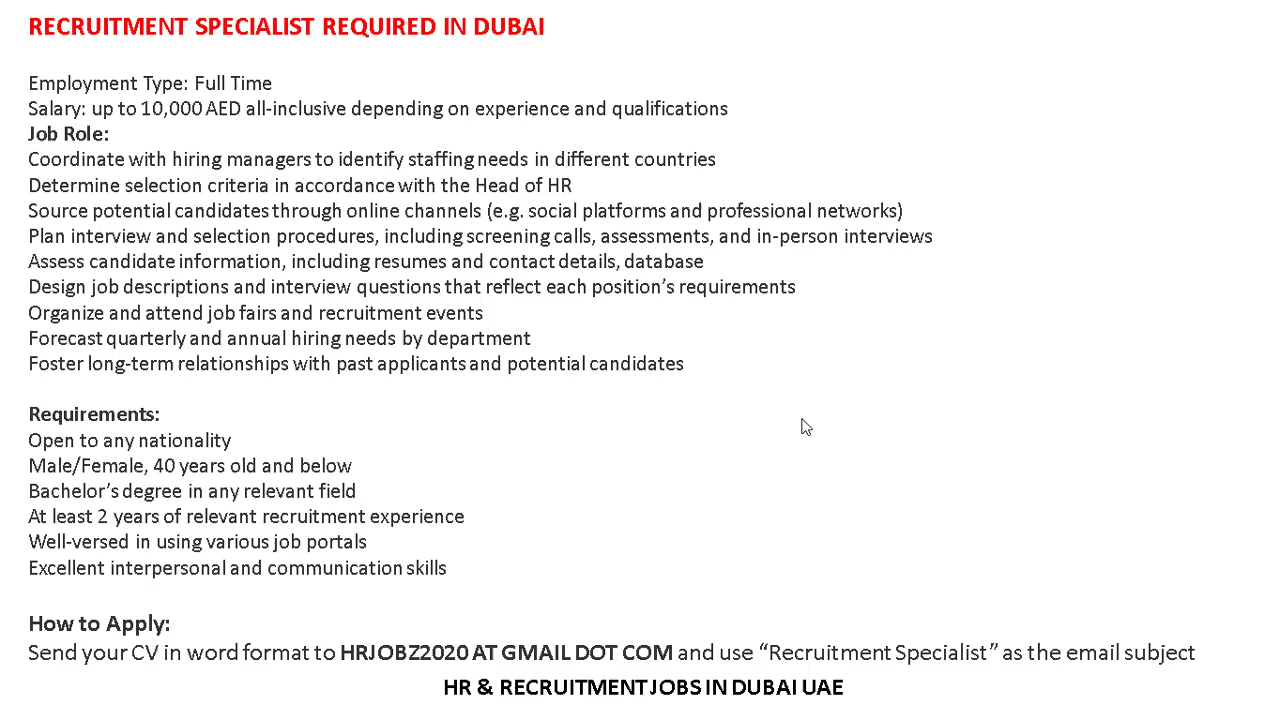 RECRUITMENT SPECIALIST REQUIRED IN DUBAI
Employment Type: Full Time
Salary: up to 10,000 AED all-inclusive depending on experience and qualifications
Job Role:
Coordinate with hiring managers to identify staffing needs in different countries
Determine selection criteria in accordance with the Head of HR
Source potential candidates through online channels (e.g. social platforms and professional networks)
Plan interview and selection procedures, including screening calls, assessments, and in-person interviews
Assess candidate information, including resumes and contact details, database
Design job descriptions and interview questions that reflect each position’s requirements
Organize and attend job fairs and recruitment events
Forecast quarterly and annual hiring needs by department
Foster long-term relationships with past applicants and potential candidates
Requirements:
Open to any nationality
Male/Female, 40 years old and below
Bachelor’s degree in any relevant field
At least 2 years of relevant recruitment experience
Well-versed in using various job portals
Excellent interpersonal and communication skills
How to Apply:
Send your CV in word format to HRJOBZ2020 AT GMAIL DOT COM and use “Recruitment Specialist” as the email subject
HR & RECRUITMENT JOBS IN DUBAI UAE